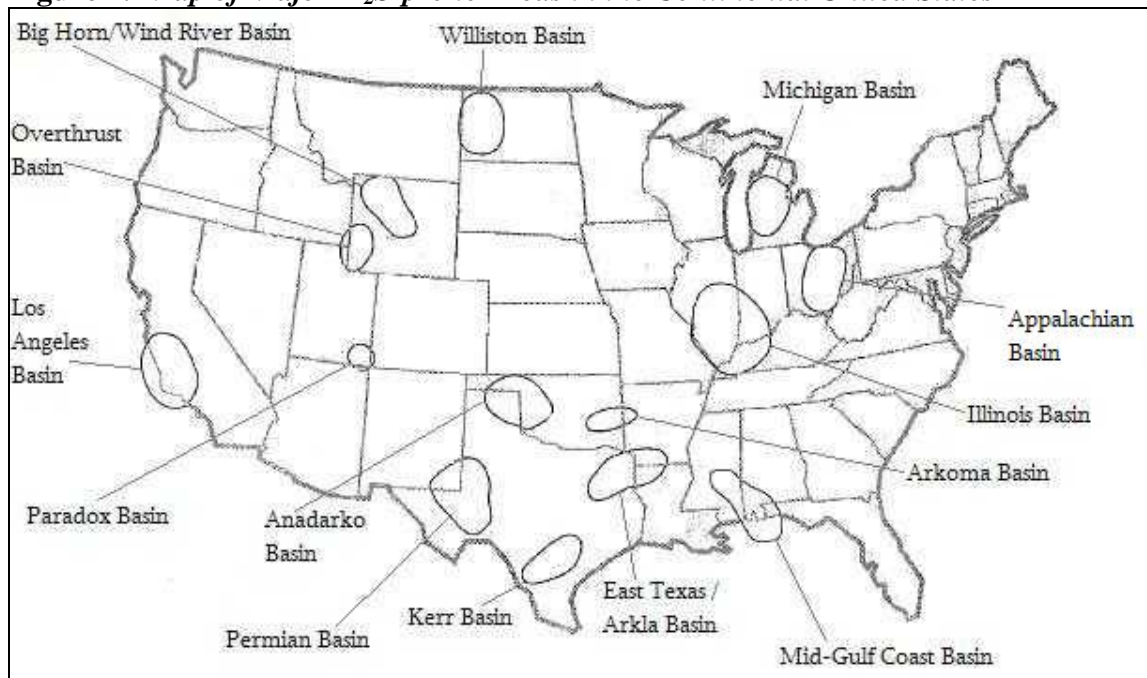 Big Horn/Wind River Basin
Williston Basin
Michigan Basin
Overthrust
Basin
Los
Angeles
Basin
Appalachian
Basin
Illinois Basin
Arkoma Basin
Paradox Basin
Anadarko
Basin
Permian Basin
Kerr Basin
East Texas /
Arkla Basin
Mid-Gulf Coast Basin